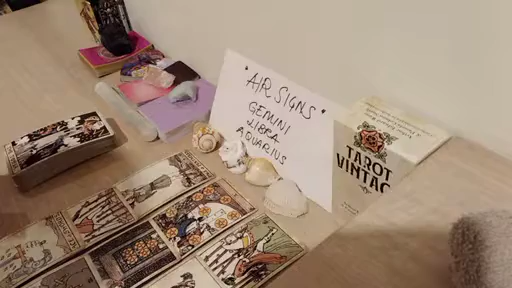 • AIR SIGNS •
GEMINI
LIBRA
AQUARIUS
TAROT
VINTAG